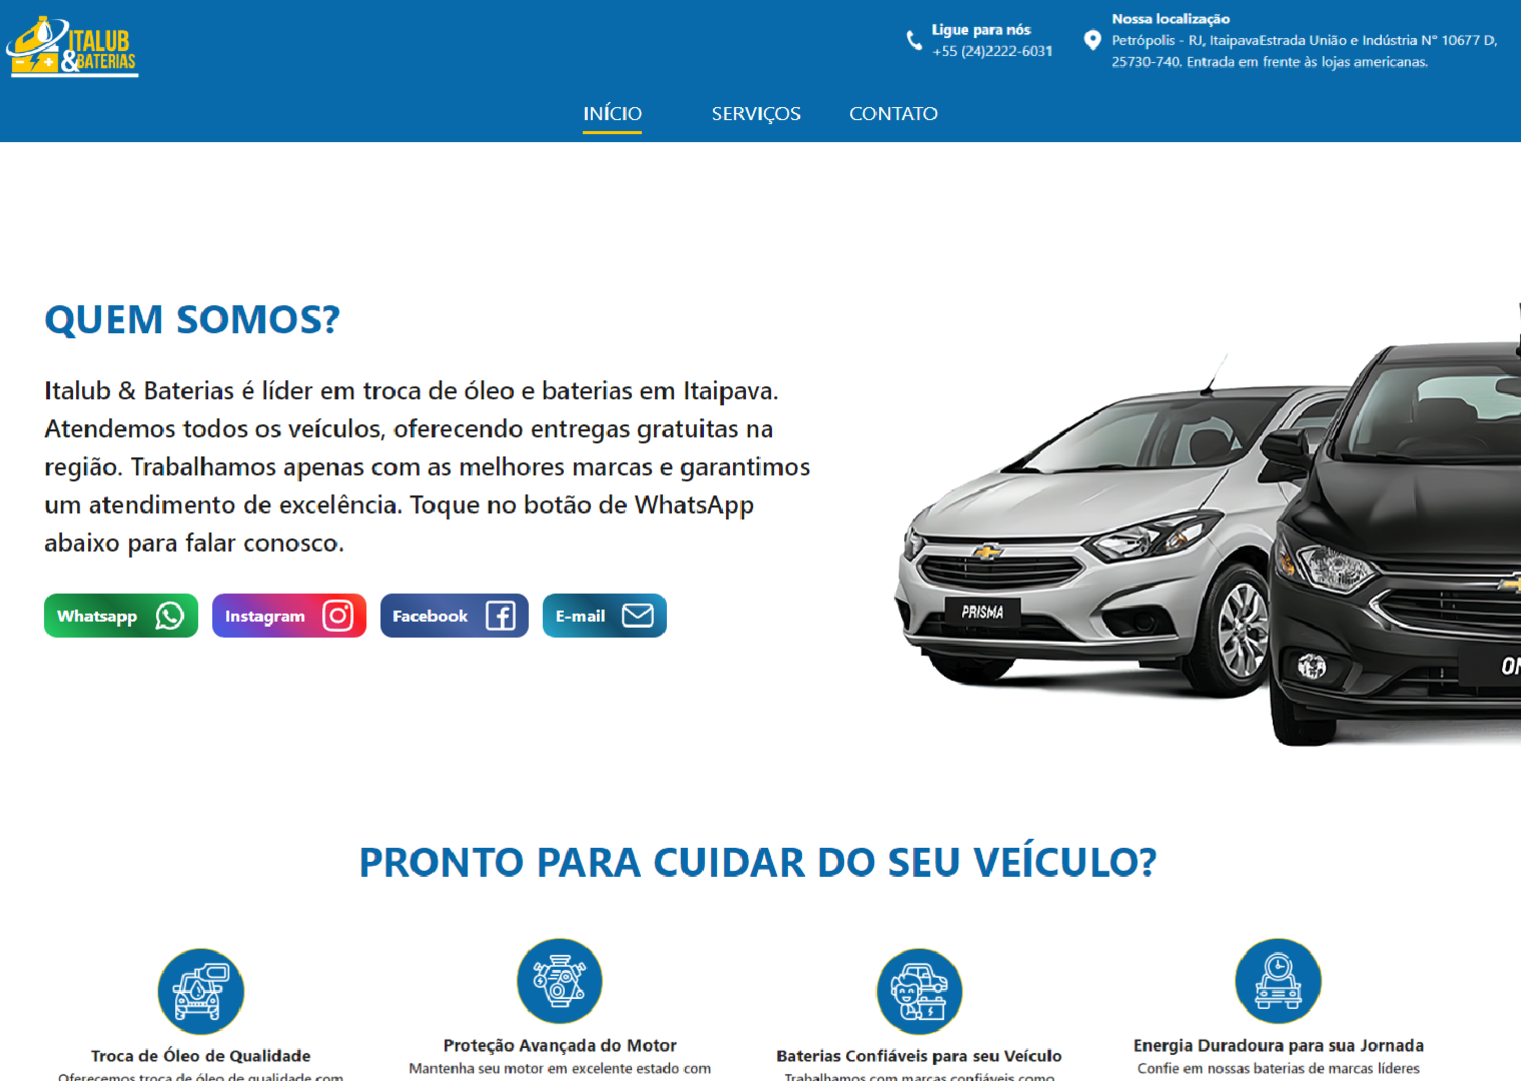 ITALUB
&BATERIAS
Ligue para nós
+55 (24)2222-6031
Nossa localização
Petrópolis - RJ, ItaipavaEstrada União e Indústria N° 10677 D,
25730-740. Entrada em frente às lojas americanas.
INÍCIO SERVIÇOS CONTATO
QUEM SOMOS?
Italub & Baterias é líder em troca de óleo e baterias em Itaipava.
Atendemos todos os veículos, oferecendo entregas gratuitas na
região. Trabalhamos apenas com as melhores marcas e garantimos
um atendimento de excelência. Toque no botão de WhatsApp
abaixo para falar conosco.
Whatsapp Instagram Facebook E-mail
PRISMA
ON
PRONTO PARA CUIDAR DO SEU VEÍCULO?
Troca de Óleo de Qualidade
Oferecemos troca de óleo de qualidade com
Proteção Avançada do Motor
Mantenha seu motor em excelente estado com
Baterias Confiáveis para seu Veículo
Trabalhamos com marcas confiáveis como
Energia Duradoura para sua Jornada
Confie em nossas baterias de marcas líderes